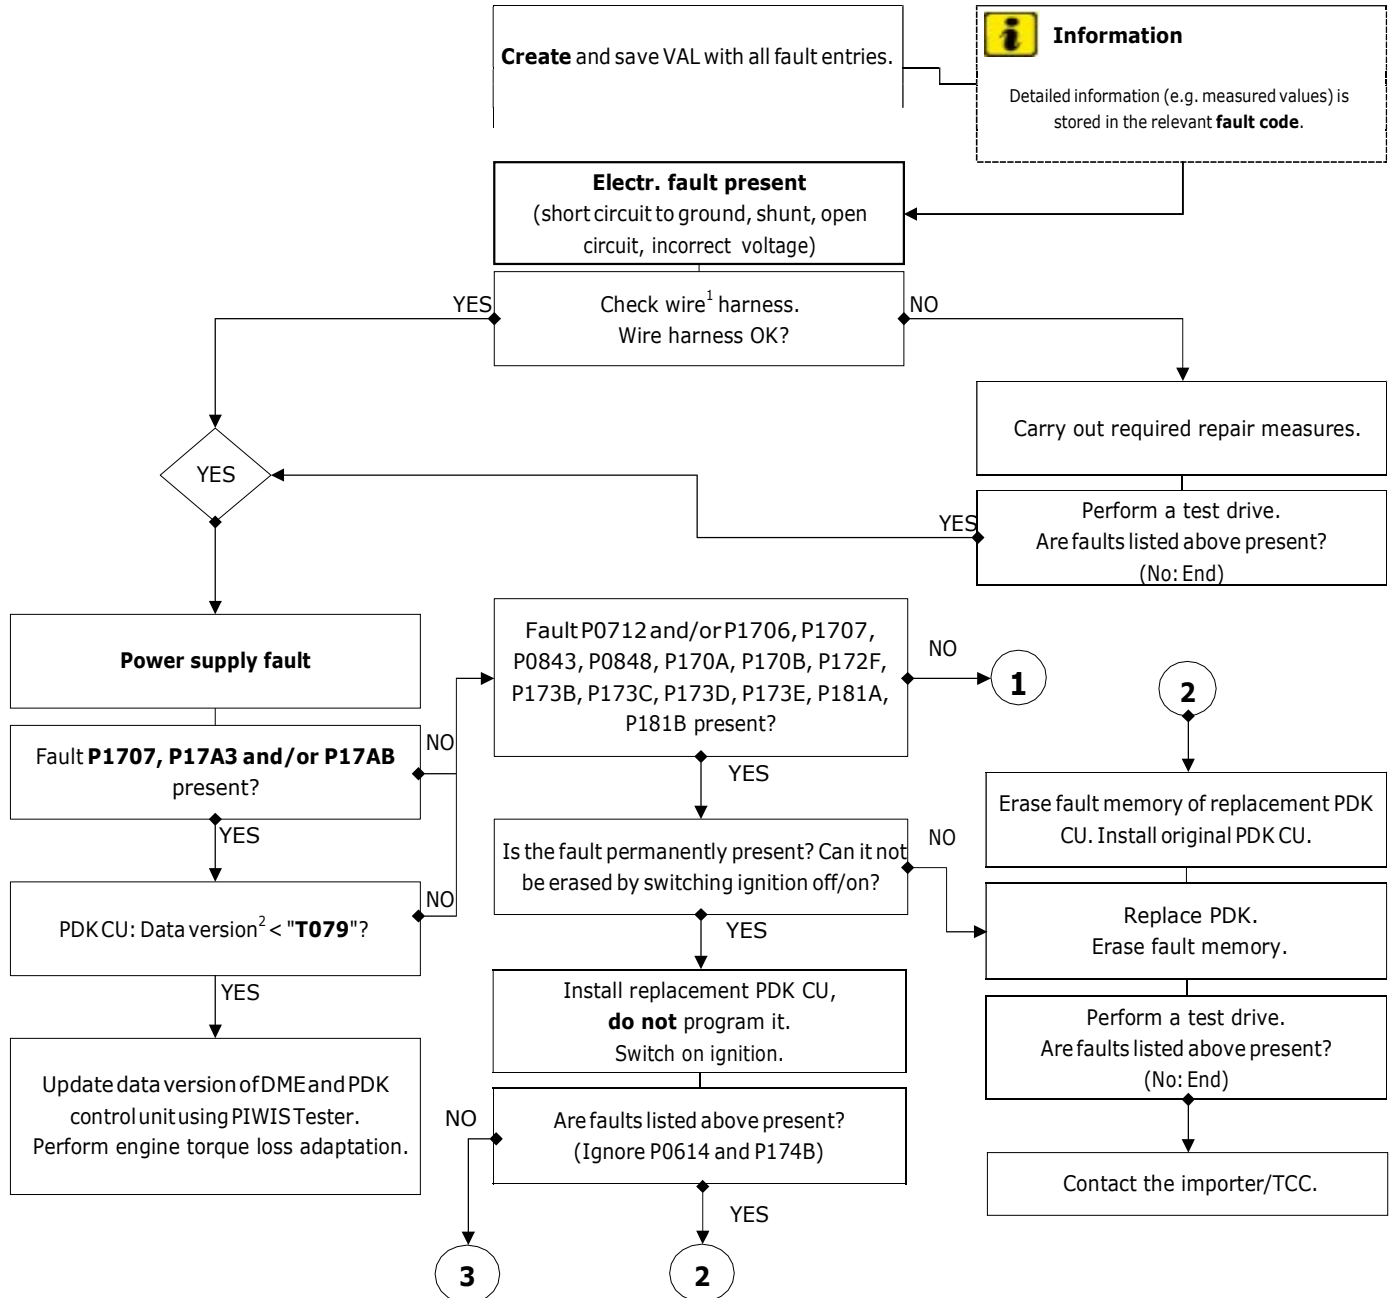 Create and save VAL with all fault entries.
Information
Detailed information (e.g. measured values) is
stored in the relevant fault code.
Electr. fault present
(short circuit to ground, shunt, open
circuit, incorrect voltage)
YES
Check wire1 harness.
Wire harness OK?
NO
Carry out required repair measures.
YES
YES
Perform a test drive.
Are faults listed above present?
(No: End)
Power supply fault
Fault P1707, P17A3 and/or P17AB
present?
NO
YES
PDK CU: Data version2 < "T079"?
NO
YES
Update data version of DME and PDK
control unit using PIWIS Tester.
Perform engine torque loss adaptation.
Fault P0712 and/or P1706, P1707,
P0843, P0848, P170A, P170B, P172F,
P173B, P173C, P173D, P173E, P181A,
P181B present?
NO
1
YES
Is the fault permanently present? Can it not
be erased by switching ignition off/on?
NO
YES
Install replacement PDK CU,
do not program it.
Switch on ignition.
NO
Are faults listed above present?
(Ignore P0614 and P174B)
YES
3
2
2
Erase fault memory of replacement PDK
CU. Install original PDK CU.
Replace PDK.
Erase fault memory.
Perform a test drive.
Are faults listed above present?
(No: End)
Contact the importer/TCC.